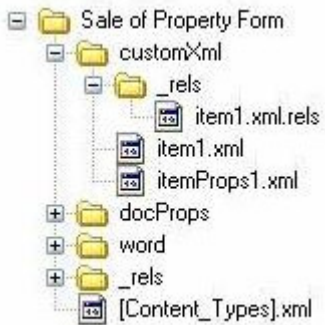 Sale of Property Form
customXml
_rels
item1.xml.rels
item1.xml
itemProps1.xml
docProps
word
_rels
[Content_Types].xml